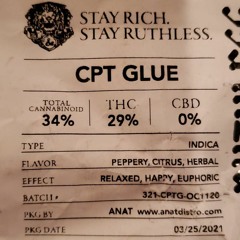 STAY RICH.
STAY RUTHLESS.
CPT GLUE
TOTAL CANNABINOID 34%
THC 29%
CBD 0%
TYPE INDICA
FLAVOR PEPPERY, CITRUS, HERBAL
EFFECT RELAXED, HAPPY, EUPHORIC
BATCH# 321-CPTG-OC1120
PKG BY ANAT www.anatdistro.com
PKG DATE 03/25/2021